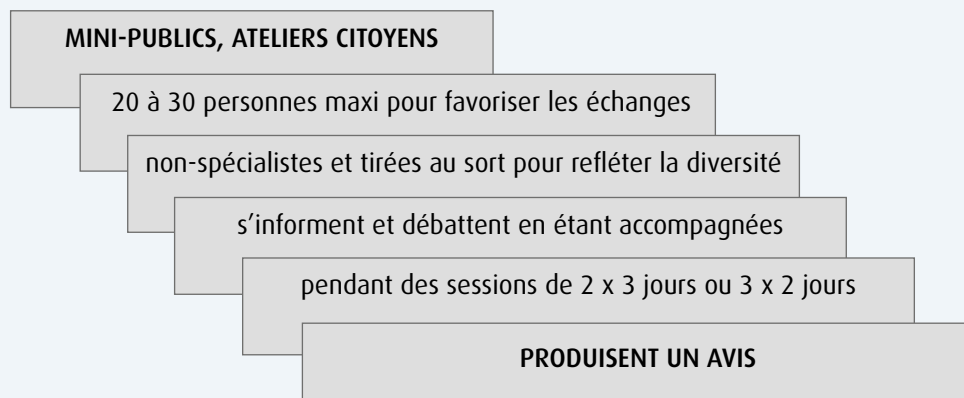 MINI-PUBLICS, ATELIERS CITOYENS
20 à 30 personnes maxi pour favoriser les échanges
non-spécialistes et tirées au sort pour refléter la diversité
s'informent et débattent en étant accompagnées
pendant des sessions de 2 x 3 jours ou 3 x 2 jours
PRODUISENT UN AVIS